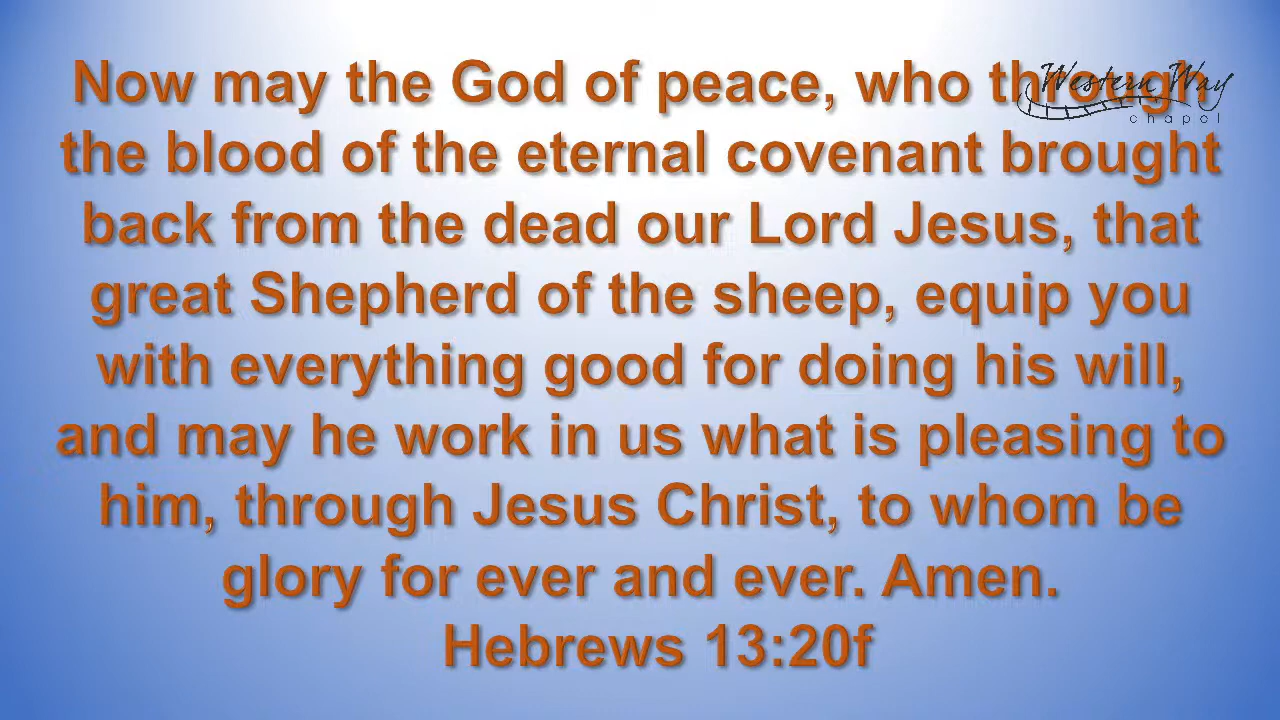 Now may the God of peace, who through
Western Way
chapel
the blood of the eternal covenant brought
back from the dead our Lord Jesus, that
great Shepherd of the sheep, equip you
with everything good for doing his will,
and may he work in us what is pleasing to
him, through Jesus Christ, to whom be
glory for ever and ever. Amen.
Hebrews 13:20f